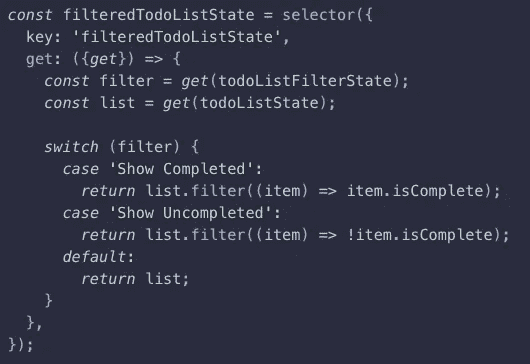 const filteredTodoListState = selector({
  key: 'filteredTodoListState',
  get: ({get}) => {
    const filter = get(todoListFilterState);
    const list = get(todoListState);

    switch (filter) {
      case 'Show Completed':
        return list.filter((item) => item.isComplete);
      case 'Show Uncompleted':
        return list.filter((item) => !item.isComplete);
      default:
        return list;
    }
  },
});